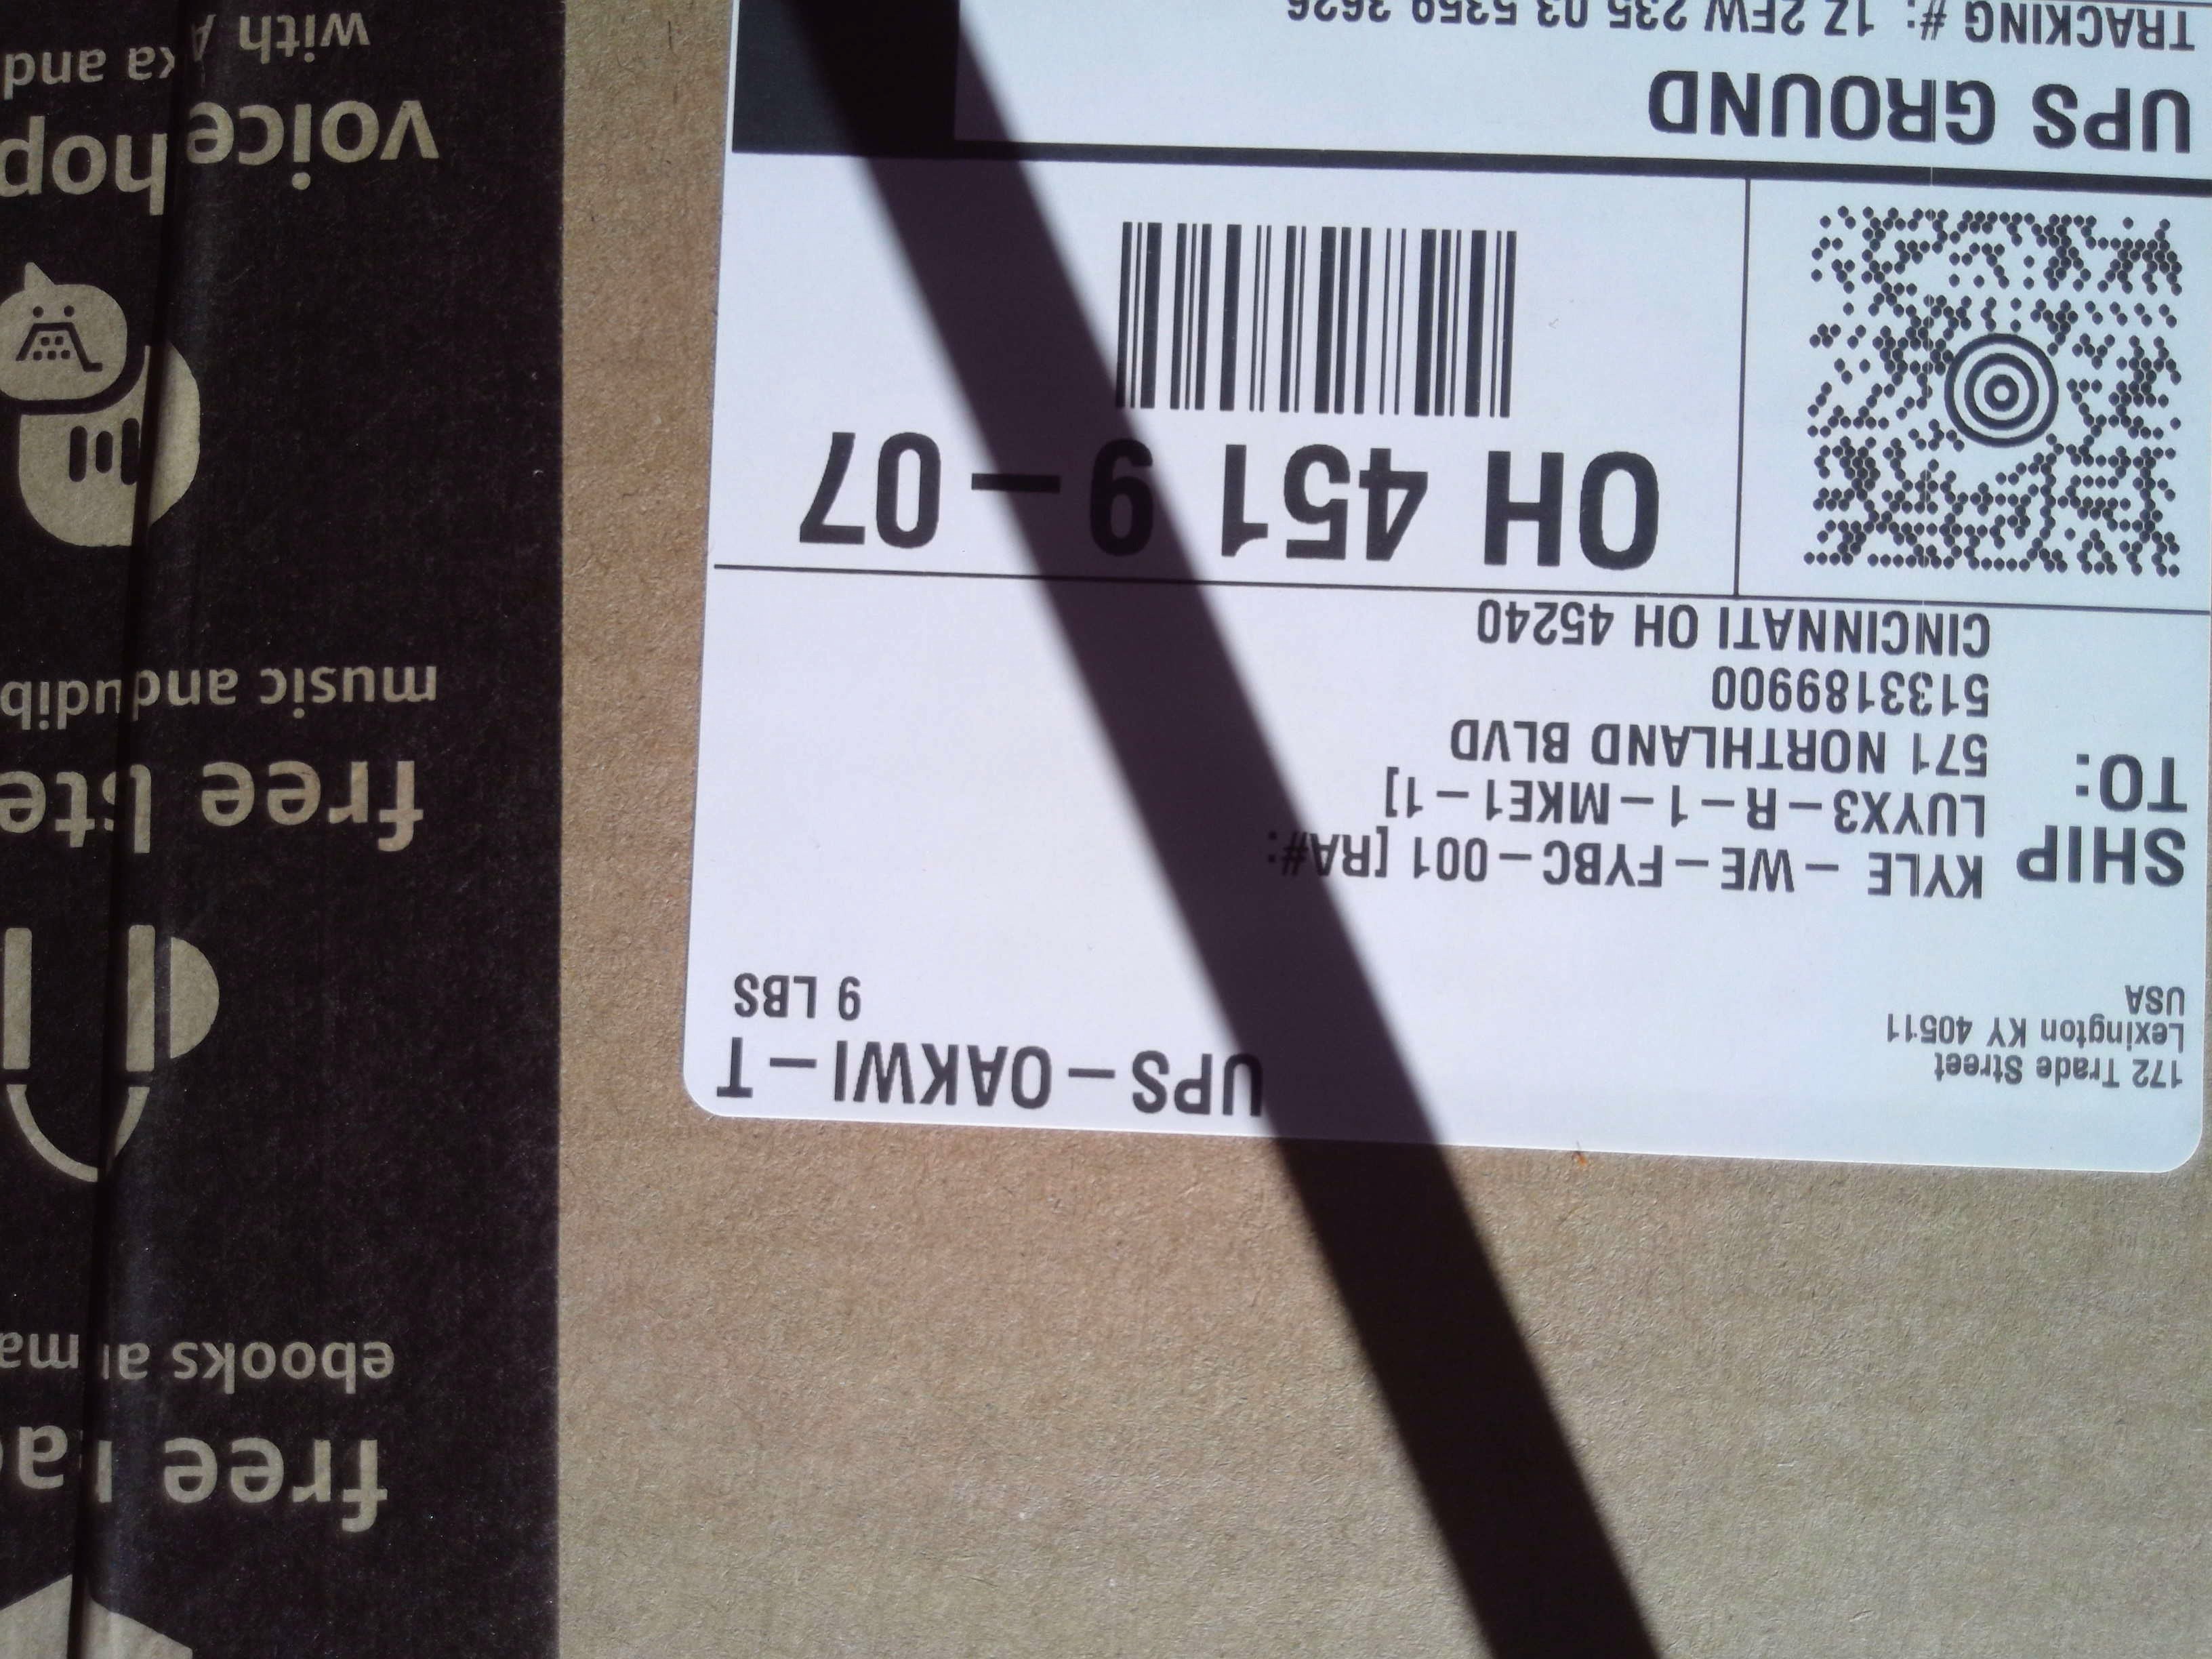 UPS-OAKWI-T
9 LBS
172 Trade Street
Lexington KY 40511
USA
SHIP
TO:
KYLE - WE-FYBC-001 [RA#:
LUYX3-R-1-MKE1-1]
571 NORTHLAND BLVD
5133189900
CINCINNATI OH 45240
OH 451 9-07
UPS GROUND
TRACKING #: 1Z 2FW 235 03 5359 3626
free
ebooks
free
music and
voice
with